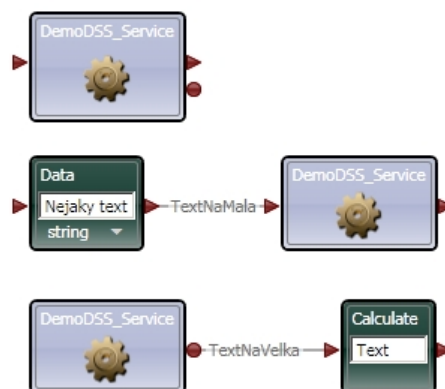 DemoDSS_Service
Data
Nejaky text
string
TextNaMala
DemoDSS_Service
DemoDSS_Service
TextNaVelka
Calculate
Text